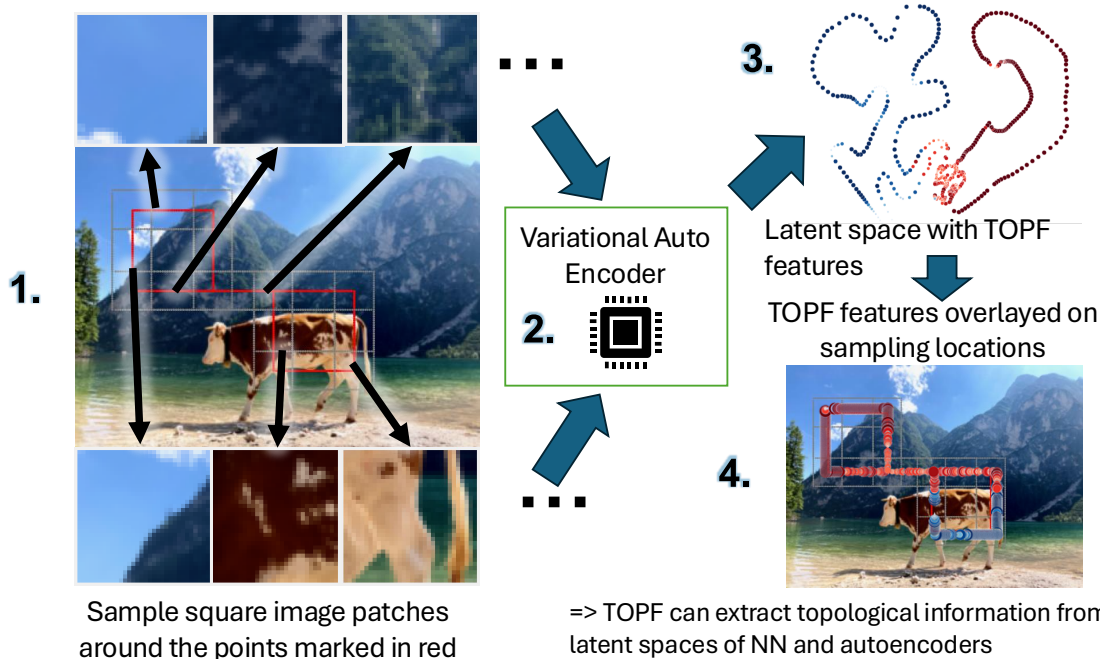 1.
Sample square image patches
around the points marked in red
...
Variational Auto
Encoder
2.
...
3.
Latent space with TOPF
features
TOPF features overlayed on
sampling locations
4.
=> TOPF can extract topological information from
latent spaces of NN and autoencoders